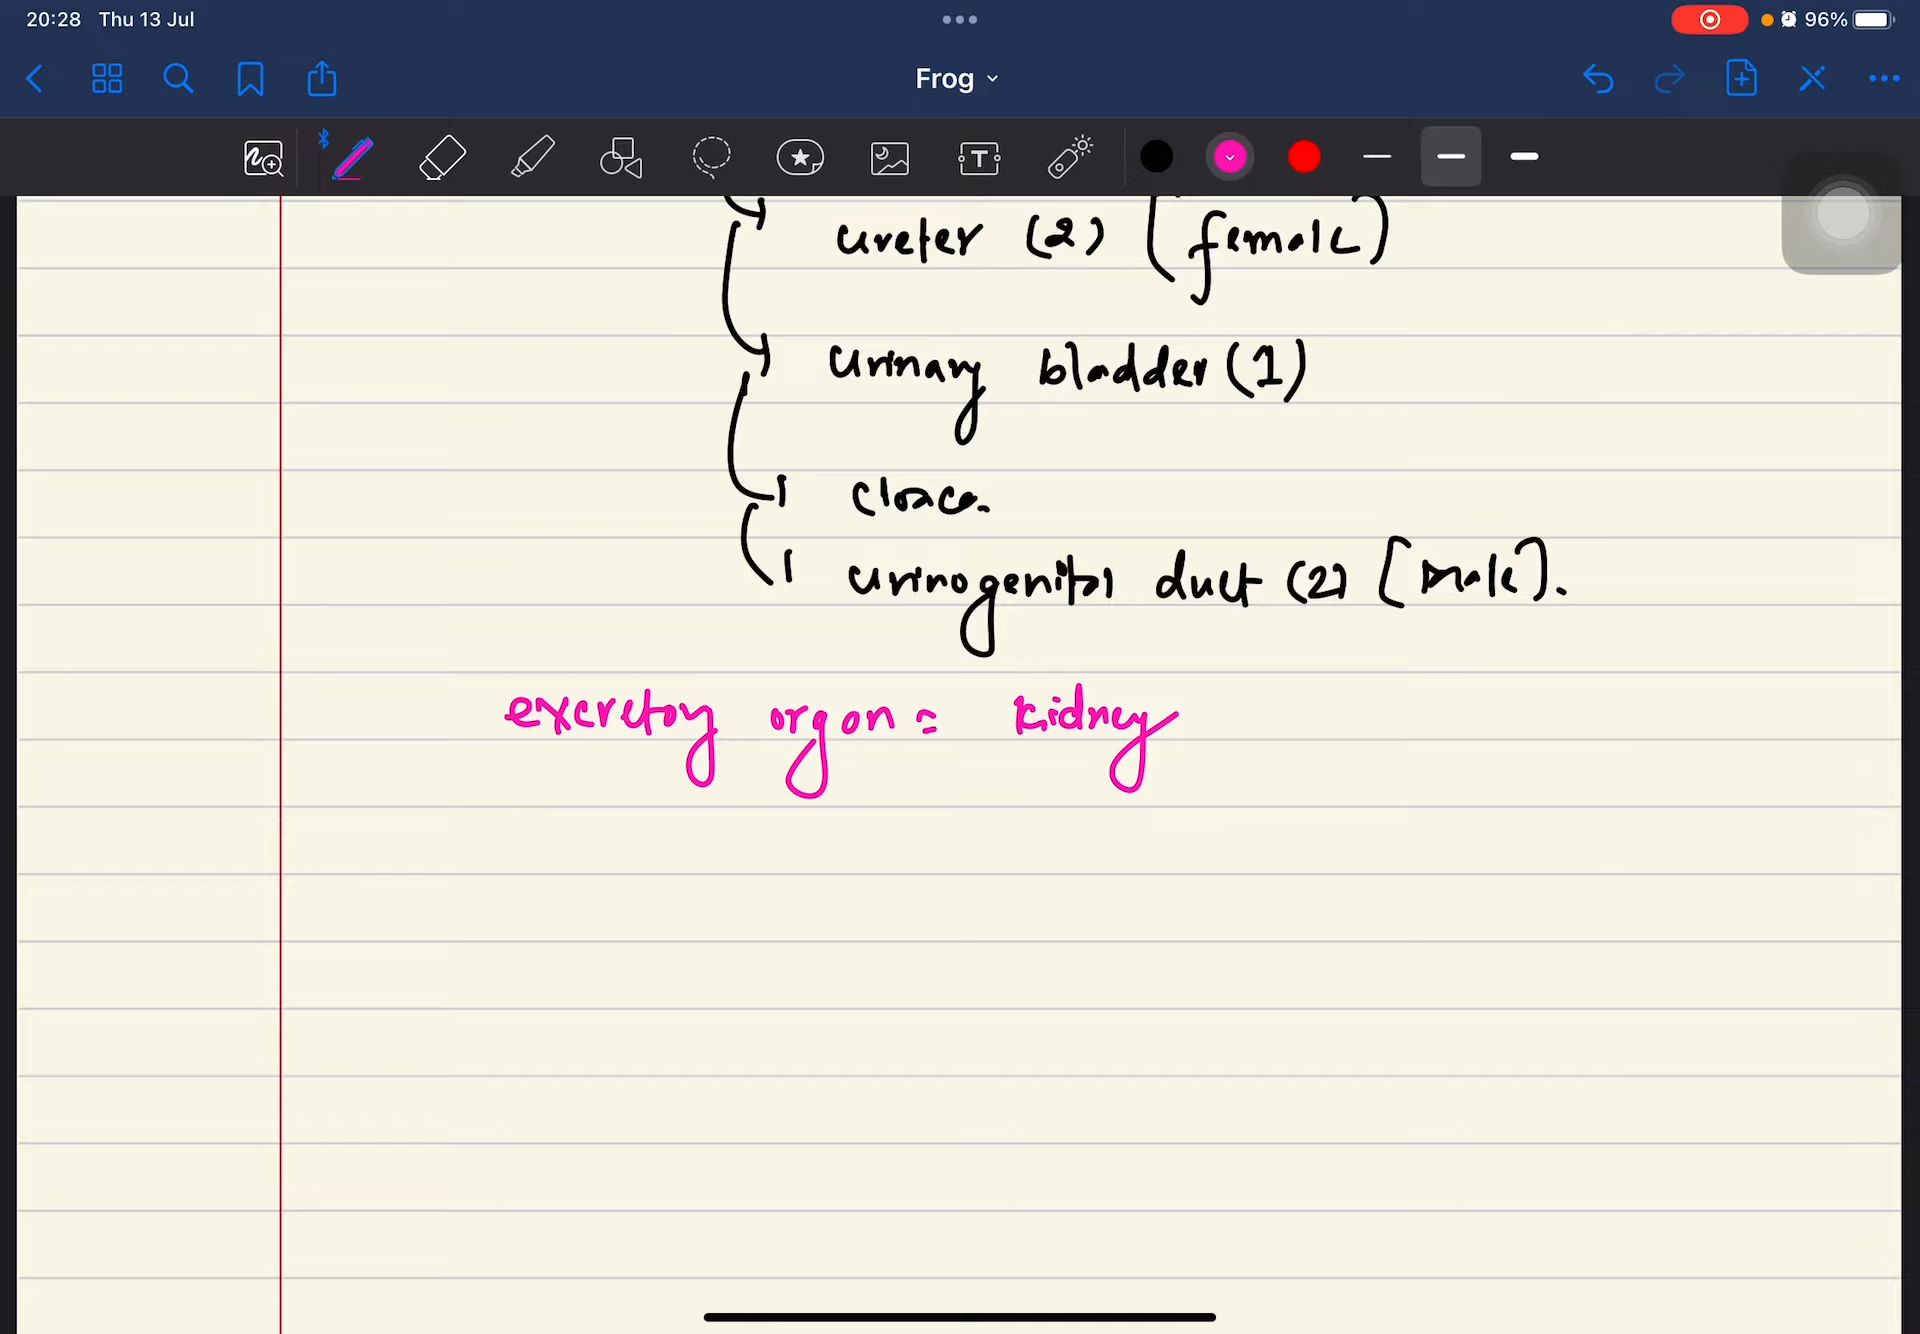 20:28 Thu 13 Jul
96%
Frog
T
ureter (2) (female)
urinary bladder (1)
cloaca.
urinogenital duct (2) [male].
excretory organ = kidney